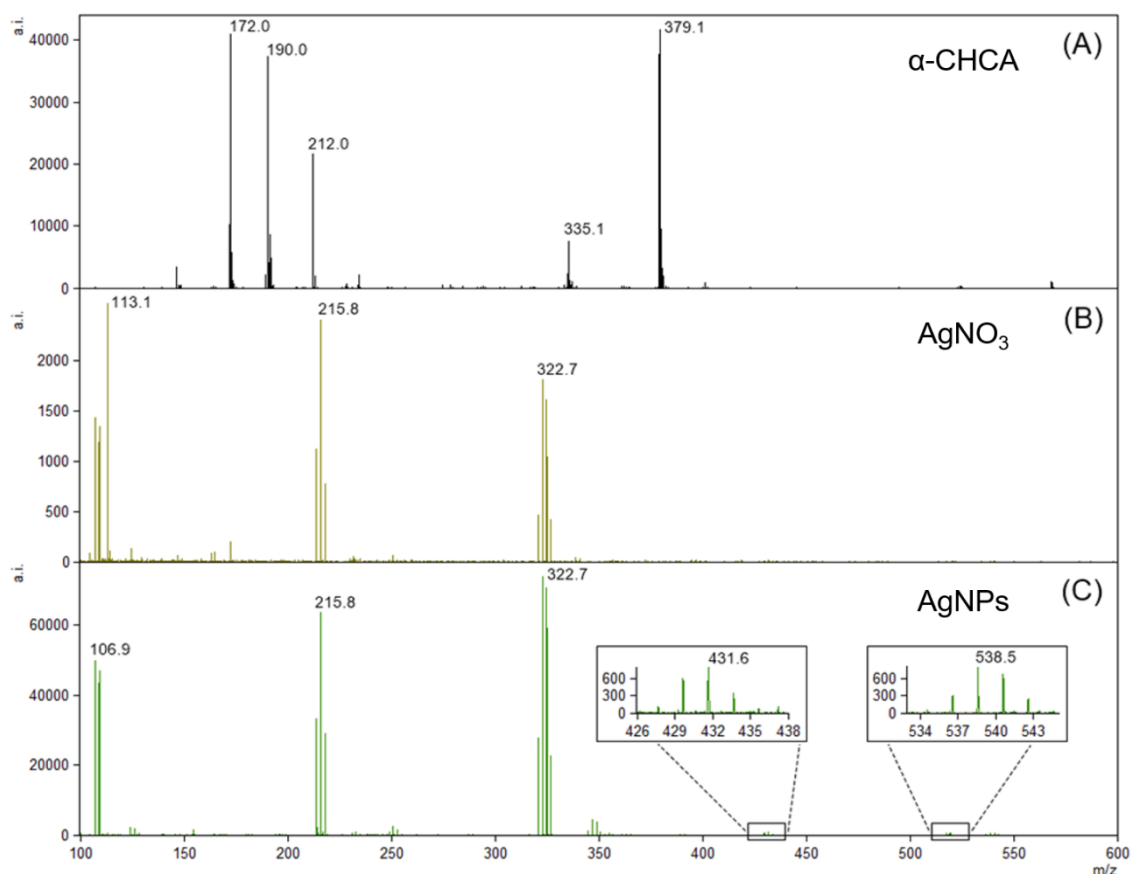 a.i.
40000
30000
20000
10000
0
172.0
190.0
212.0
335.1
379.1
α-CHCA
(A)
a.i.
2000
1500
1000
500
0
113.1
215.8
322.7
AgNO₃
(B)
a.i.
60000
40000
20000
0
106.9
215.8
322.7
AgNPs
(C)
431.6
600
300
0
426 429 432 435 438
538.5
600
300
0
534 537 540 543
100 150 200 250 300 350 400 450 500 550 600
m/z